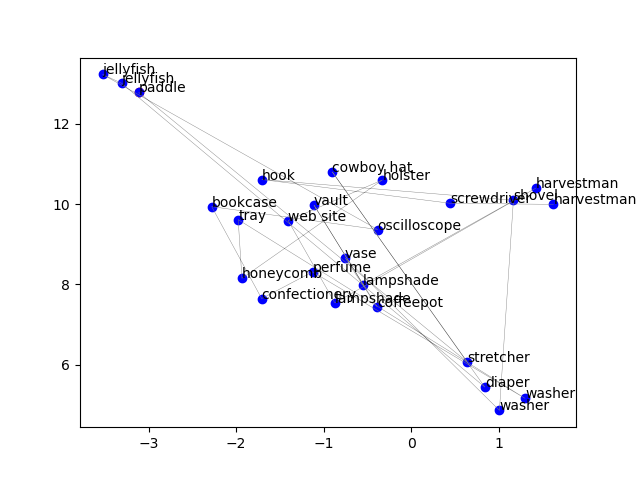 jellyfish
jellyfish
paddle
12
cowboy hat
hook
holster
harvestman
shovel
harvestman
screwdriver
bookcase
vault
10
tray
web site
oscilloscope
vase
perfume
honeycomb
lampshade
8
confectionery
lampshade
coffeepot
stretcher
6
diaper
washer
washer
−3
−2
−1
0
1